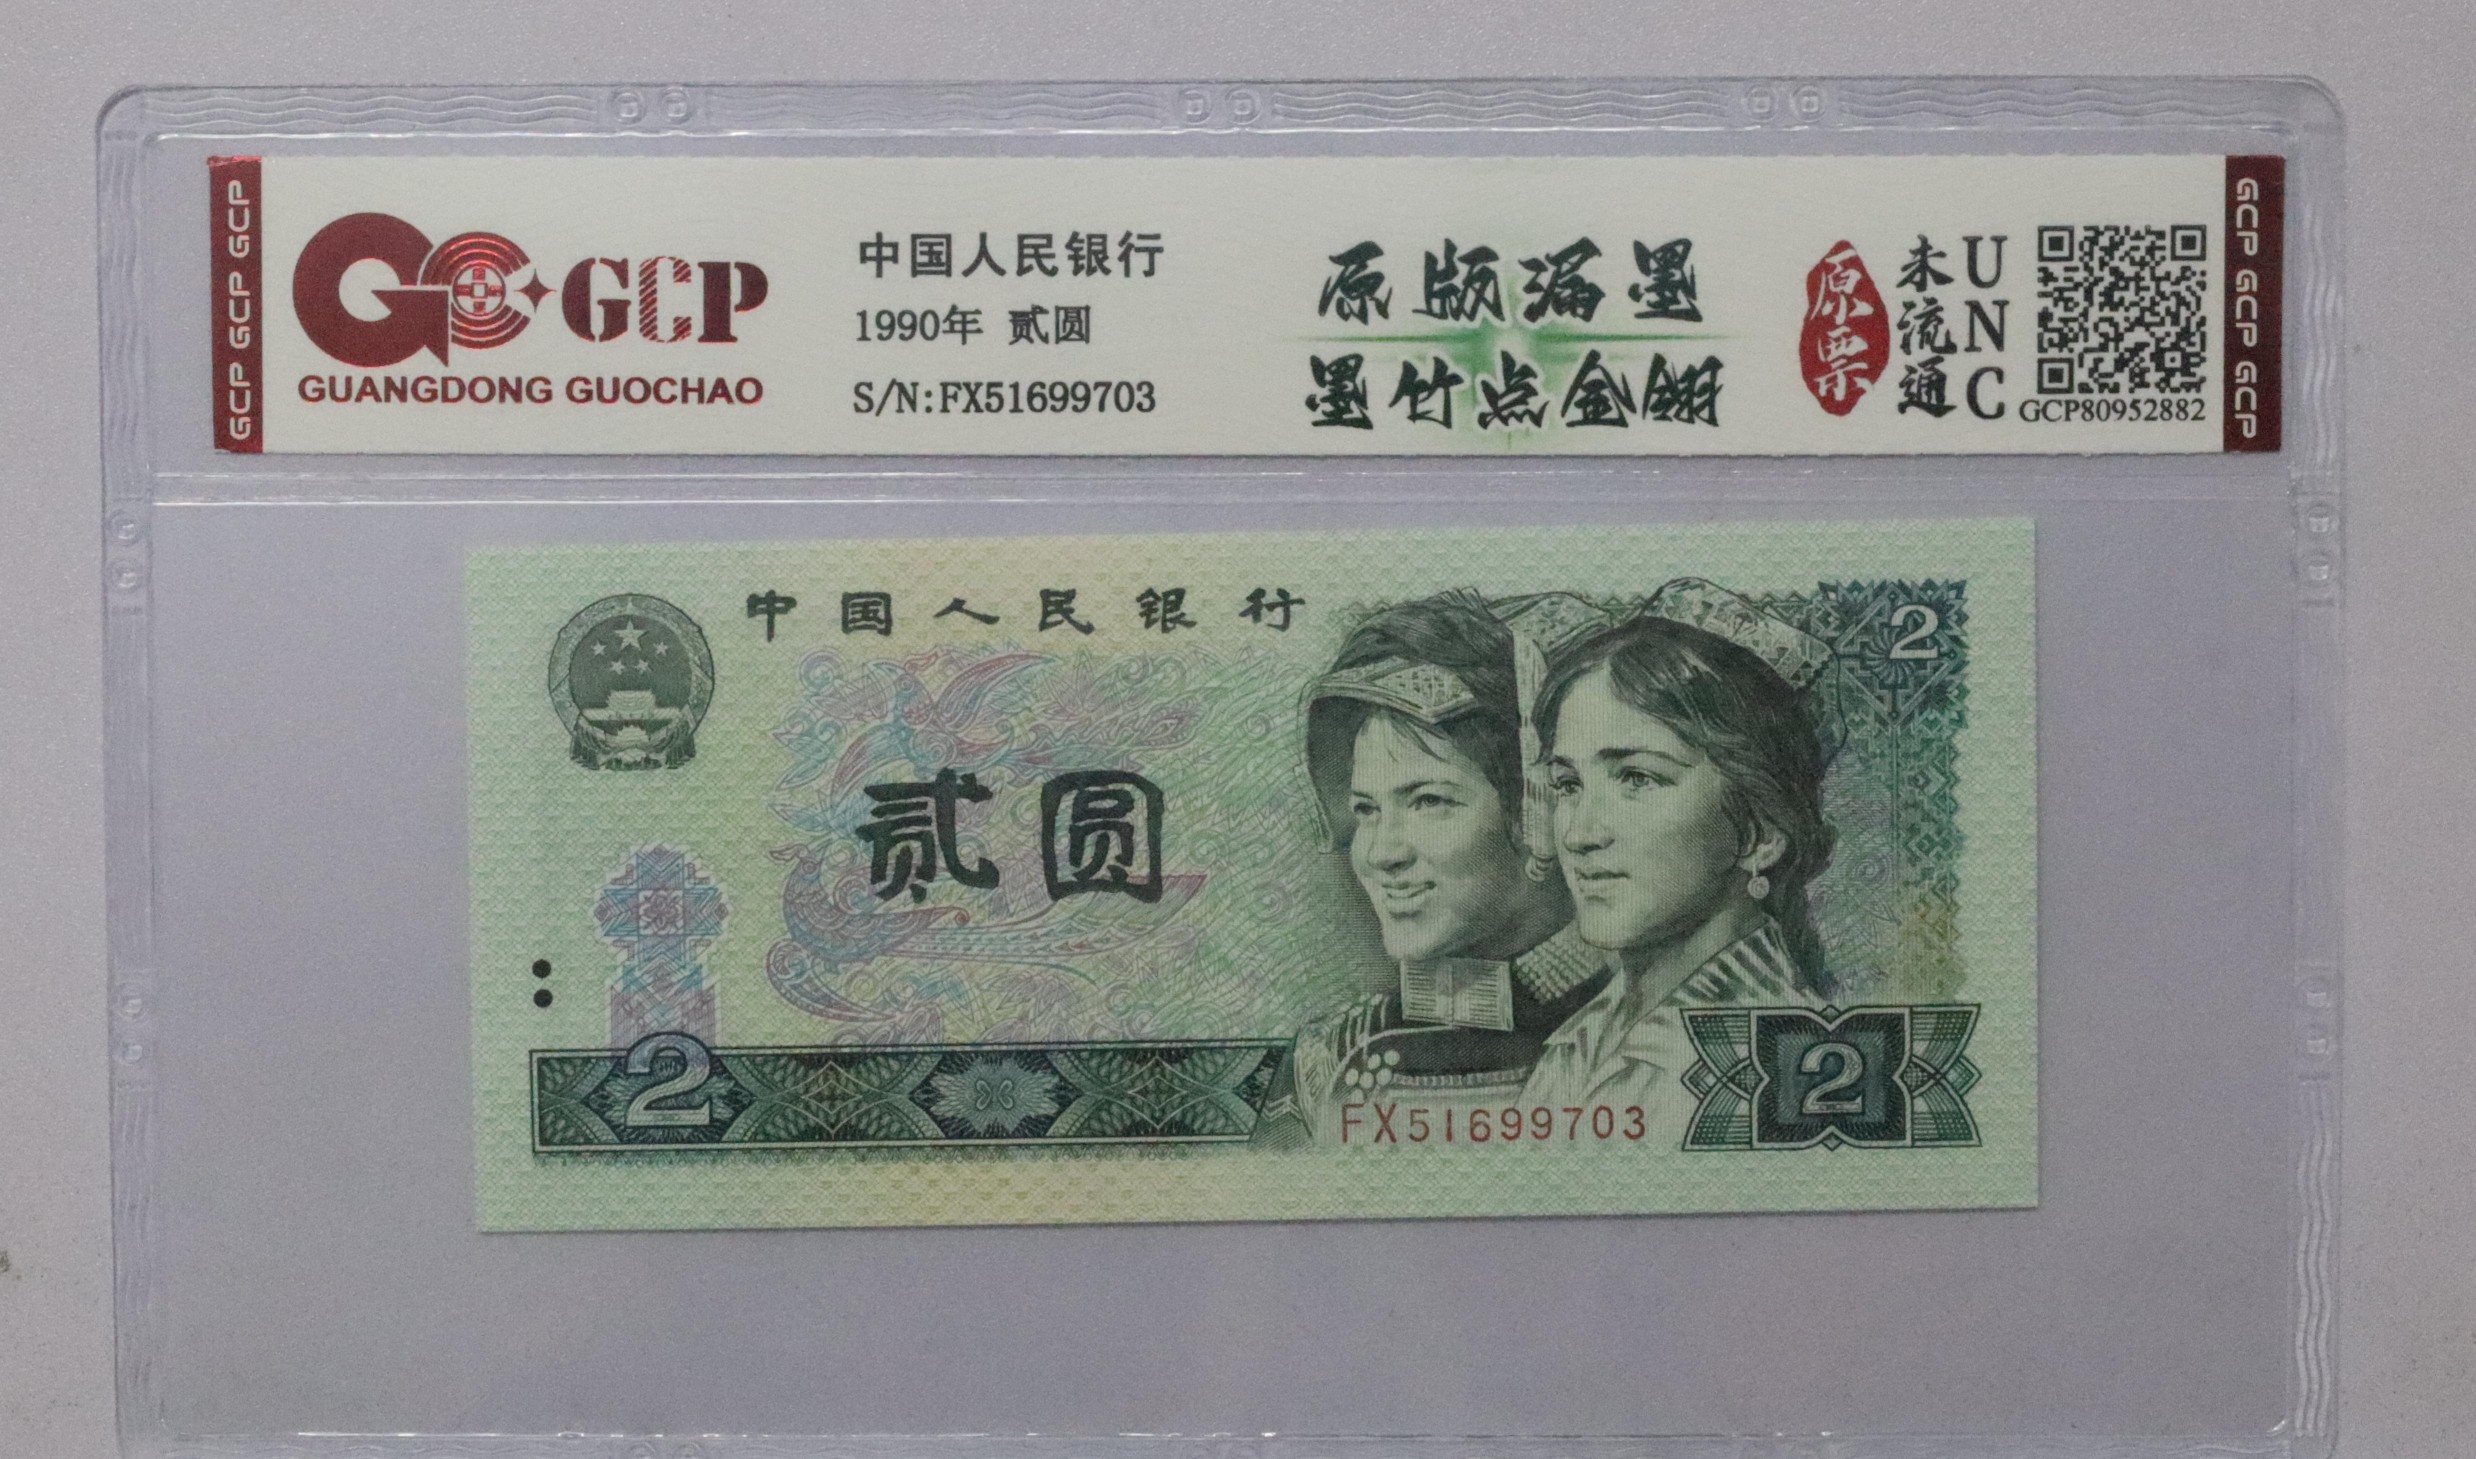 GCP GCP GCP
GCP
GUANGDONG GUOCHAO
中国人民银行
1990年 贰圆
S/N:FX51699703
原版漏墨
墨竹点金翎
原票
未流通
UNC
GCP80952882
GCP GCP GCP
中国人民银行
2
贰圆
2
FX51699703
2